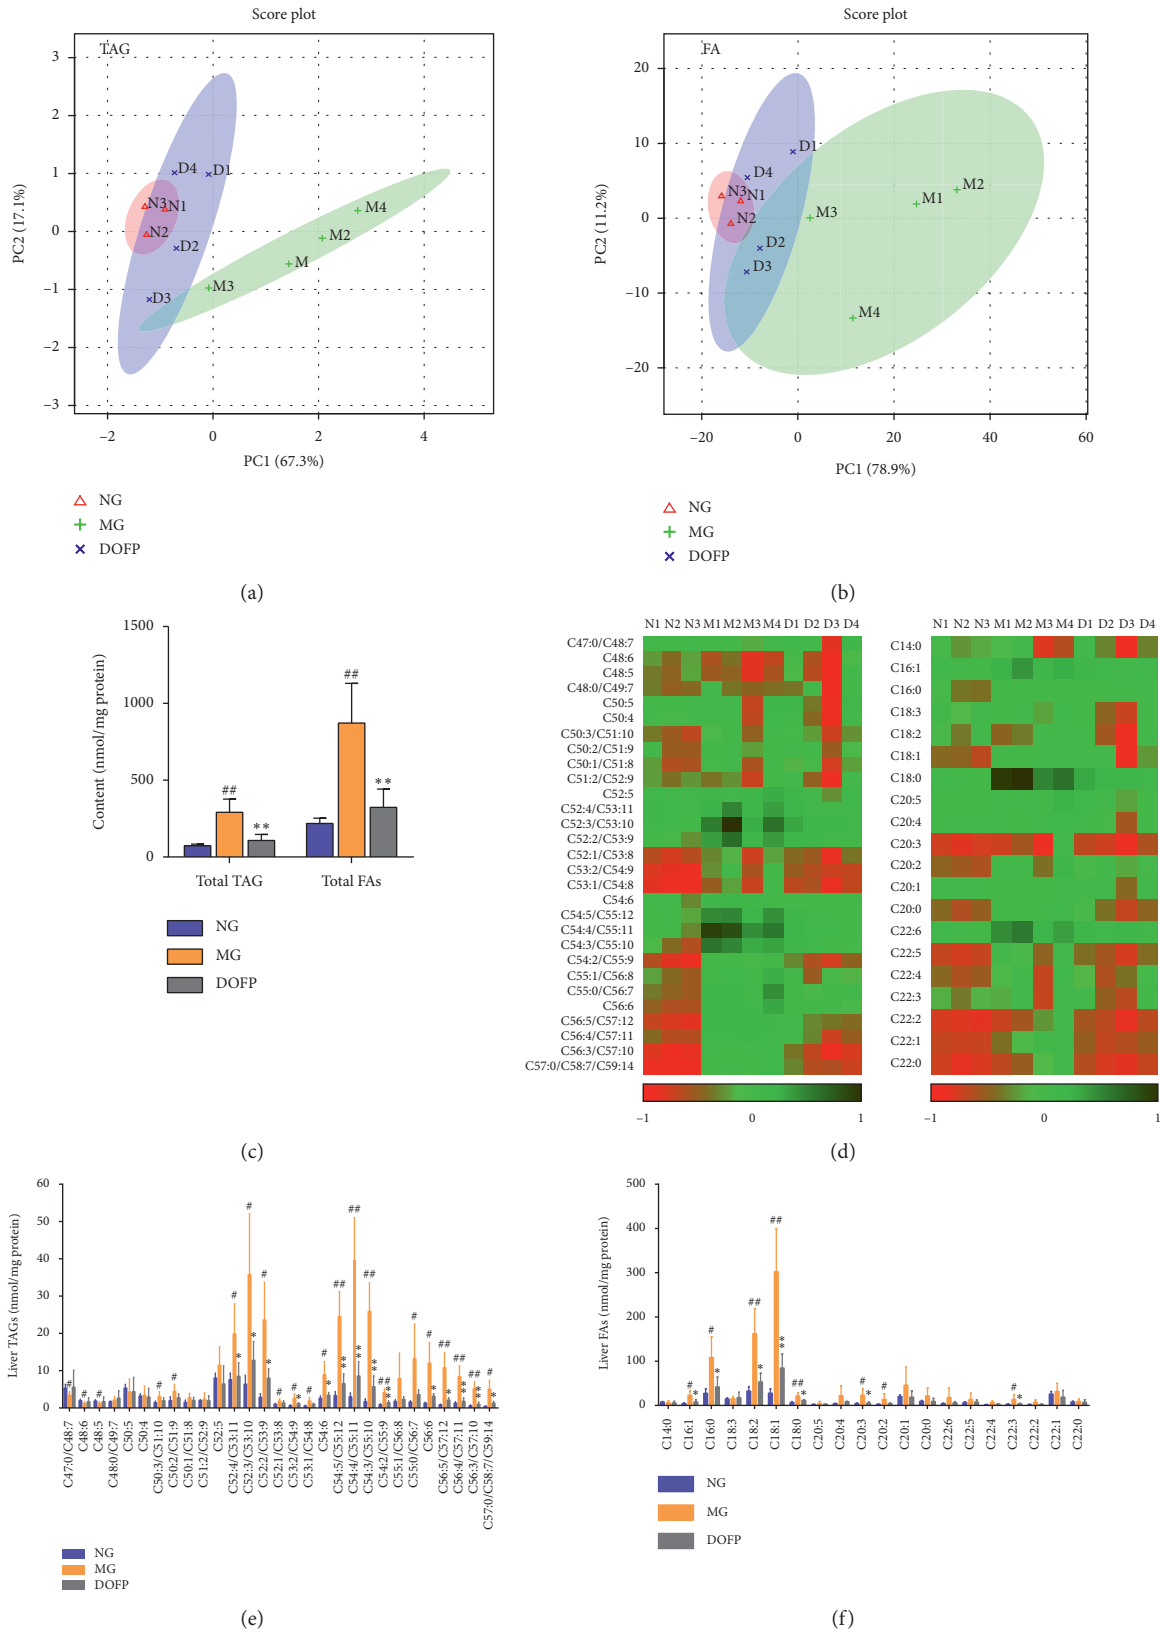 Score plot
TAG
3
2
1
0
−1
−2
−3
PC2 (17.1%)
D4
D1
N3
N1
N2
D2
D3
M4
M2
M
M3
−2
0
2
4
PC1 (67.3%)
NG
MG
DOFP
(a)
Score plot
FA
20
10
0
−10
−20
PC2 (11.2%)
D1
D4
N3
N1
N2
D2
D3
M3
M1
M2
M4
−20
0
20
40
60
PC1 (78.9%)
NG
MG
DOFP
(b)
1500
1000
500
0
Content (nmol/mg protein)
##
**
##
**
Total TAG
Total FAs
NG
MG
DOFP
(c)
N1 N2 N3 M1 M2 M3 M4 D1 D2 D3 D4
C47:0/C48:7
C48:6
C48:5
C48:0/C49:7
C50:5
C50:4
C50:3/C51:10
C50:2/C51:9
C50:1/C51:8
C51:2/C52:9
C52:5
C52:4/C53:11
C52:3/C53:10
C52:2/C53:9
C52:1/C53:8
C53:2/C54:9
C53:1/C54:8
C54:6
C54:5/C55:12
C54:4/C55:11
C54:3/C55:10
C54:2/C55:9
C55:1/C56:8
C55:0/C56:7
C56:6
C56:5/C57:12
C56:4/C57:11
C56:3/C57:10
C57:0/C58:7/C59:14
−1
0
1
N1 N2 N3 M1 M2 M3 M4 D1 D2 D3 D4
C14:0
C16:1
C16:0
C18:3
C18:2
C18:1
C18:0
C20:5
C20:4
C20:3
C20:2
C20:1
C20:0
C22:6
C22:5
C22:4
C22:3
C22:2
C22:1
C22:0
−1
0
1
(d)
60
50
40
30
20
10
0
Liver TAGs (nmol/mg protein)
C47:0/C48:7
C48:6
C48:5
C48:0/C49:7
C50:5
C50:4
C50:3/C51:10
C50:2/C51:9
C50:1/C51:8
C51:2/C52:9
C52:5
C52:4/C53:11
C52:3/C53:10
C52:2/C53:9
C52:1/C53:8
C53:2/C54:9
C53:1/C54:8
C54:6
C54:5/C55:12
C54:4/C55:11
C54:3/C55:10
C54:2/C55:9
C55:1/C56:8
C55:0/C56:7
C56:6
C56:5/C57:12
C56:4/C57:11
C56:3/C57:10
C57:0/C58:7/C59:14
NG
MG
DOFP
(e)
500
400
300
200
100
0
Liver FAs (nmol/mg protein)
C14:0
C16:1
C16:0
C18:3
C18:2
C18:1
C18:0
C20:5
C20:4
C20:3
C20:2
C20:1
C20:0
C22:6
C22:5
C22:4
C22:3
C22:2
C22:1
C22:0
NG
MG
DOFP
(f)